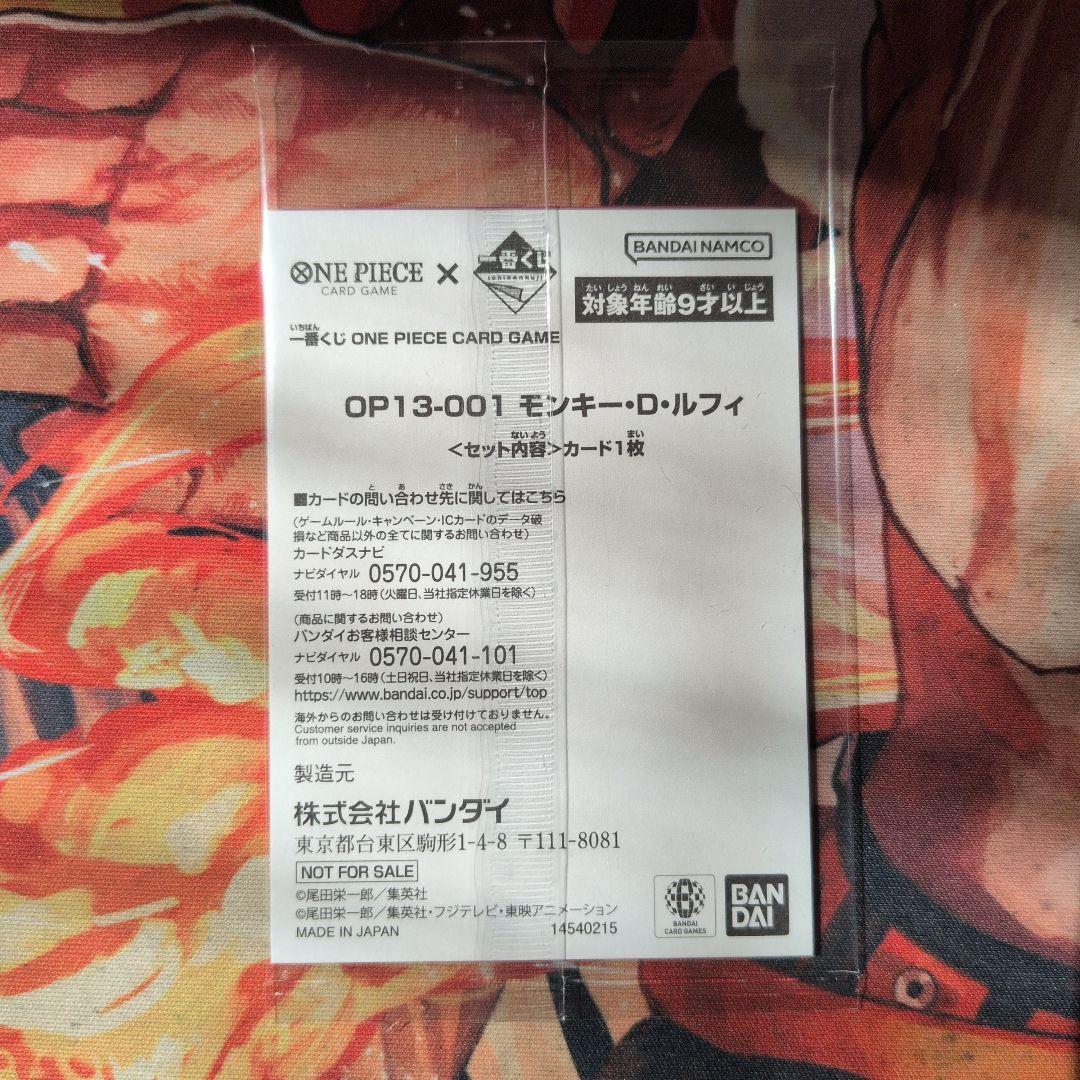 ONE PIECE
CARD GAME
×
一番くじ
ichibankuji
BANDAI NAMCO
たいしょうねんれい さいいじょう
対象年齢9才以上
いちばん
一番くじ ONE PIECE CARD GAME
OP13-001 モンキー・D・ルフィ
ないよう まい
<セット内容>カード1枚
と あ さき かん
■カードの問い合わせ先に関してはこちら
(ゲームルール・キャンペーン・ICカードのデータ破
損など商品以外の全てに関するお問い合わせ)
カードダスナビ
ナビダイヤル 0570-041-955
受付11時~18時(火曜日、当社指定休業日を除く)
(商品に関するお問い合わせ)
バンダイお客様相談センター
ナビダイヤル 0570-041-101
受付10時~16時(土日祝日、当社指定休業日を除く)
https://www.bandai.co.jp/support/top
海外からのお問い合わせは受け付けておりません。
Customer service inquiries are not accepted
from outside Japan.
製造元
株式会社バンダイ
東京都台東区駒形1-4-8 〒111-8081
NOT FOR SALE
©尾田栄一郎/集英社
©尾田栄一郎/集英社・フジテレビ・東映アニメーション
MADE IN JAPAN 14540215
B
BANDAI
CARD GAMES
BAN
DAI